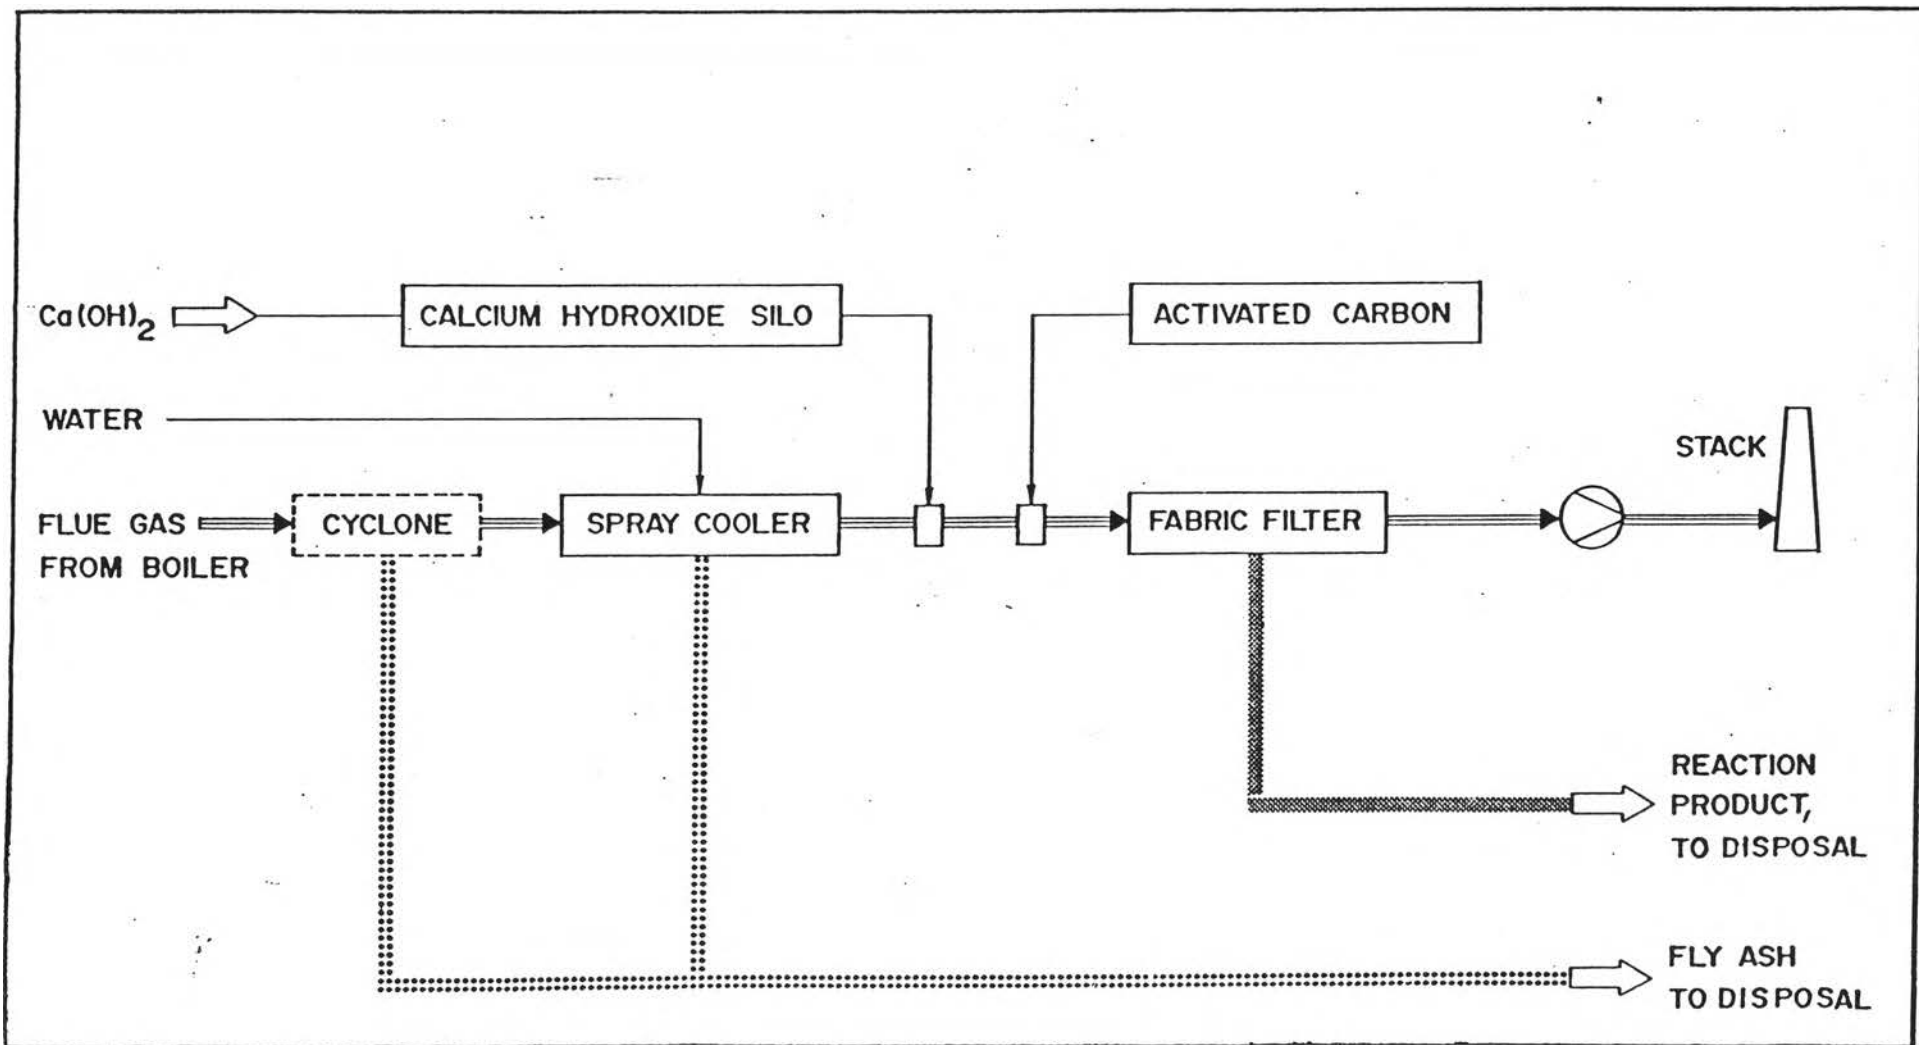 Ca(OH)2
CALCIUM HYDROXIDE SILO
ACTIVATED CARBON
WATER
STACK
FLUE GAS
FROM BOILER
CYCLONE
SPRAY COOLER
FABRIC FILTER
REACTION
PRODUCT,
TO DISPOSAL
FLY ASH
TO DISPOSAL